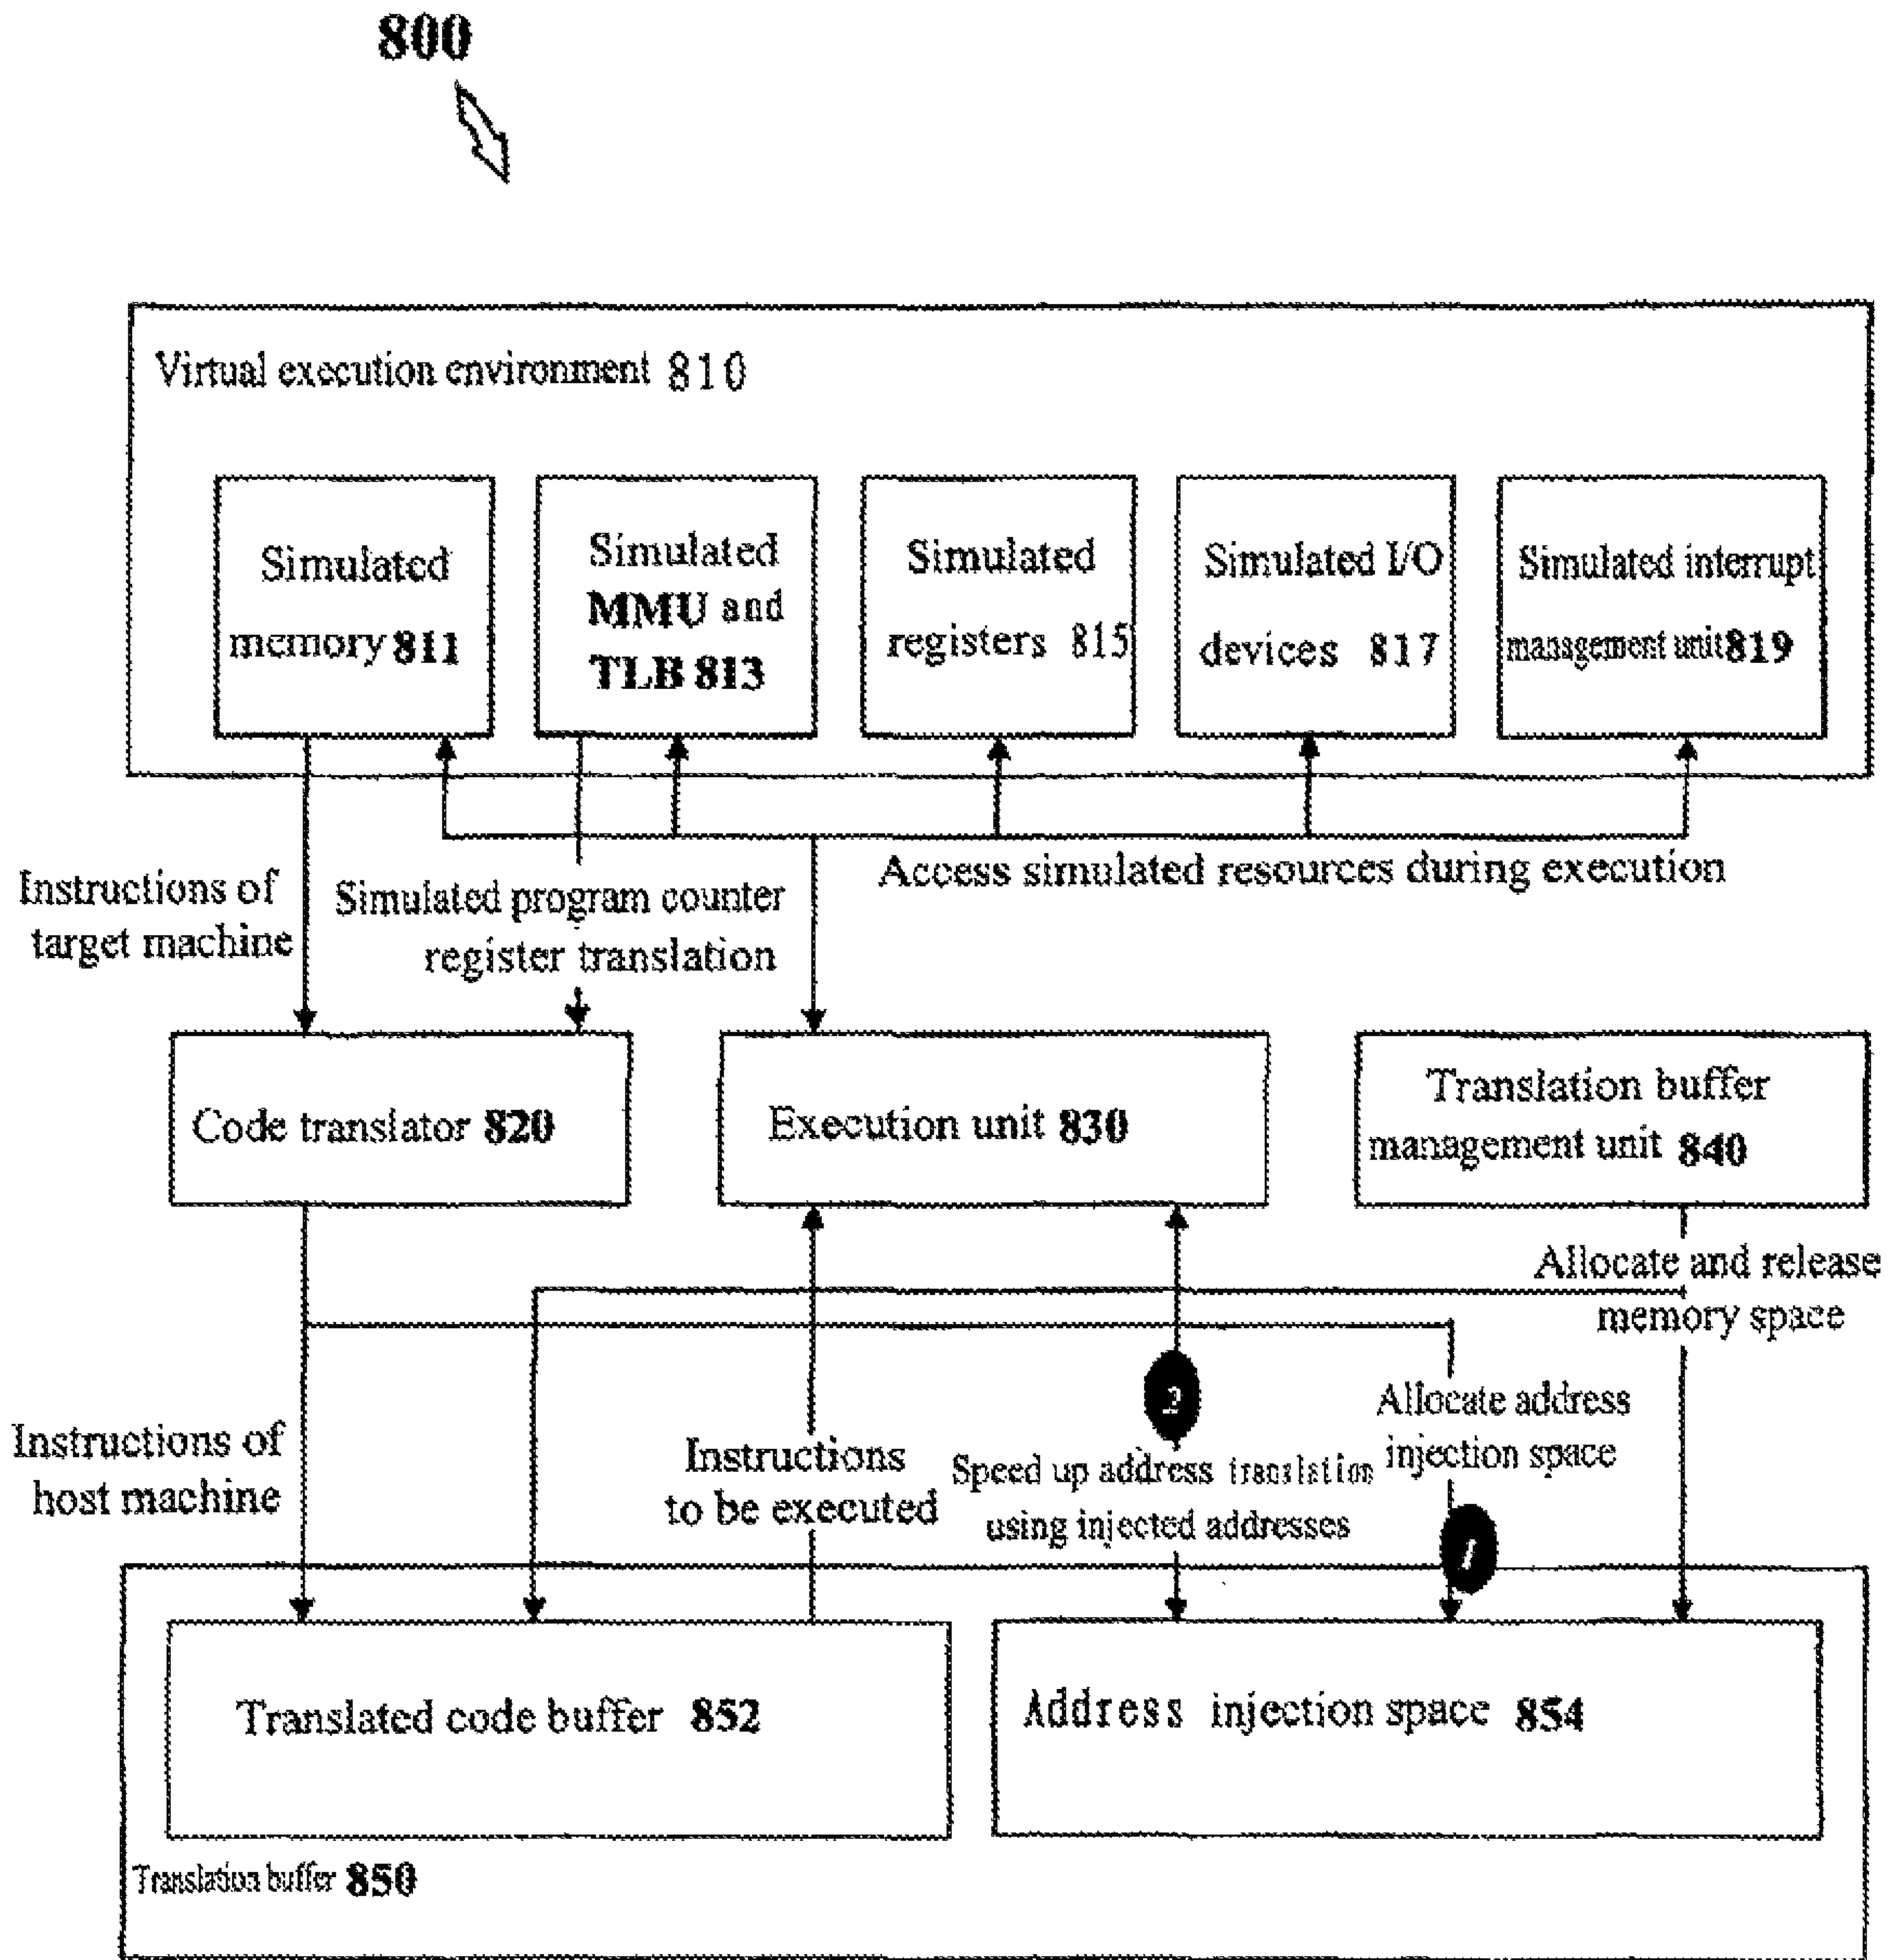 800
Virtual execution environment 810
Simulated
memory 811
Simulated
MMU and
TLB 813
Simulated
registers 815
Simulated I/O
devices 817
Simulated interrupt
management unit 819
Instructions of
target machine
Simulated program counter
register translation
Access simulated resources during execution
Code translator 820
Execution unit 830
Translation buffer
management unit 840
Allocate and release
memory space
Instructions of
host machine
Instructions
to be executed
2
Speed up address translation
using injected addresses
Allocate address
injection space
1
Translated code buffer 852
Address injection space 854
Translation buffer 850